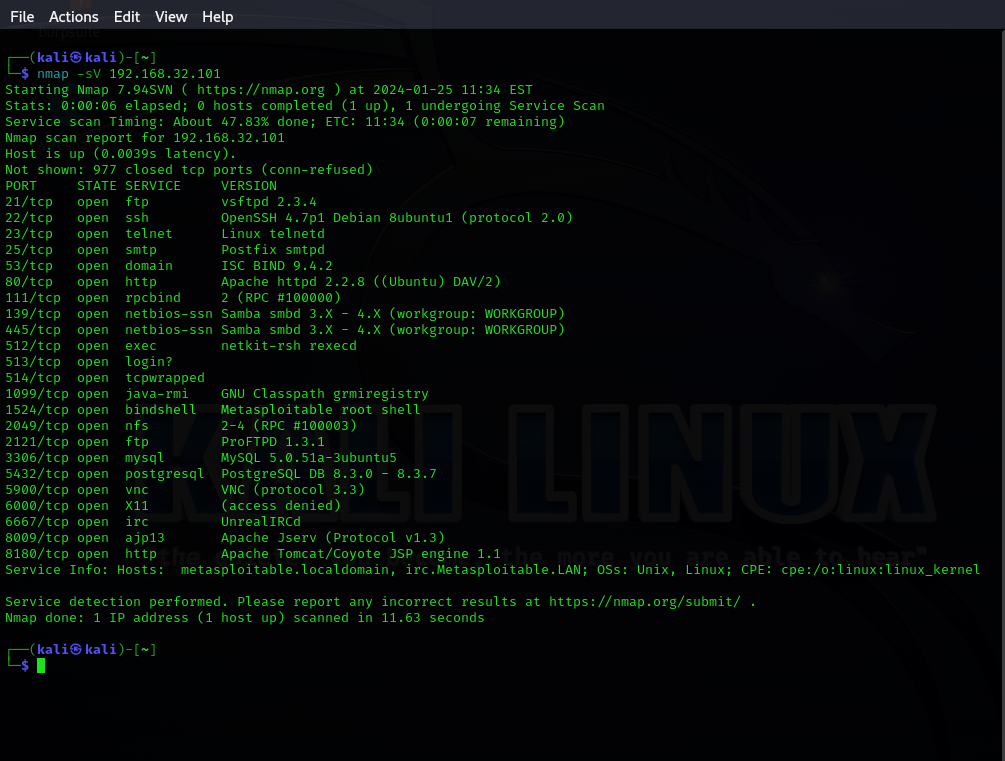 File Actions Edit View Help
burpsuite
┌──(kali㉿kali)-[~]
└─$ nmap -sV 192.168.32.101
Starting Nmap 7.94SVN ( https://nmap.org ) at 2024-01-25 11:34 EST
Stats: 0:00:06 elapsed; 0 hosts completed (1 up), 1 undergoing Service Scan
Service scan Timing: About 47.83% done; ETC: 11:34 (0:00:07 remaining)
Nmap scan report for 192.168.32.101
Host is up (0.0039s latency).
Not shown: 977 closed tcp ports (conn-refused)
PORT     STATE SERVICE     VERSION
21/tcp   open  ftp         vsftpd 2.3.4
22/tcp   open  ssh         OpenSSH 4.7p1 Debian 8ubuntu1 (protocol 2.0)
23/tcp   open  telnet      Linux telnetd
25/tcp   open  smtp        Postfix smtpd
53/tcp   open  domain      ISC BIND 9.4.2
80/tcp   open  http        Apache httpd 2.2.8 ((Ubuntu) DAV/2)
111/tcp  open  rpcbind     2 (RPC #100000)
139/tcp  open  netbios-ssn Samba smbd 3.X - 4.X (workgroup: WORKGROUP)
445/tcp  open  netbios-ssn Samba smbd 3.X - 4.X (workgroup: WORKGROUP)
512/tcp  open  exec        netkit-rsh rexecd
513/tcp  open  login?
514/tcp  open  tcpwrapped
1099/tcp open  java-rmi    GNU Classpath grmiregistry
1524/tcp open  bindshell   Metasploitable root shell
2049/tcp open  nfs         2-4 (RPC #100003)
2121/tcp open  ftp         ProFTPD 1.3.1
3306/tcp open  mysql       MySQL 5.0.51a-3ubuntu5
5432/tcp open  postgresql  PostgreSQL DB 8.3.0 - 8.3.7
5900/tcp open  vnc         VNC (protocol 3.3)
6000/tcp open  X11         (access denied)
6667/tcp open  irc         UnrealIRCd
8009/tcp open  ajp13       Apache Jserv (Protocol v1.3)
8180/tcp open  http        Apache Tomcat/Coyote JSP engine 1.1
Service Info: Hosts:  metasploitable.localdomain, irc.Metasploitable.LAN; OSs: Unix, Linux; CPE: cpe:/o:linux:linux_kernel
Service detection performed. Please report any incorrect results at https://nmap.org/submit/ .
Nmap done: 1 IP address (1 host up) scanned in 11.63 seconds
┌──(kali㉿kali)-[~]
└─$
KALI LINUX
the more you are able to hear"